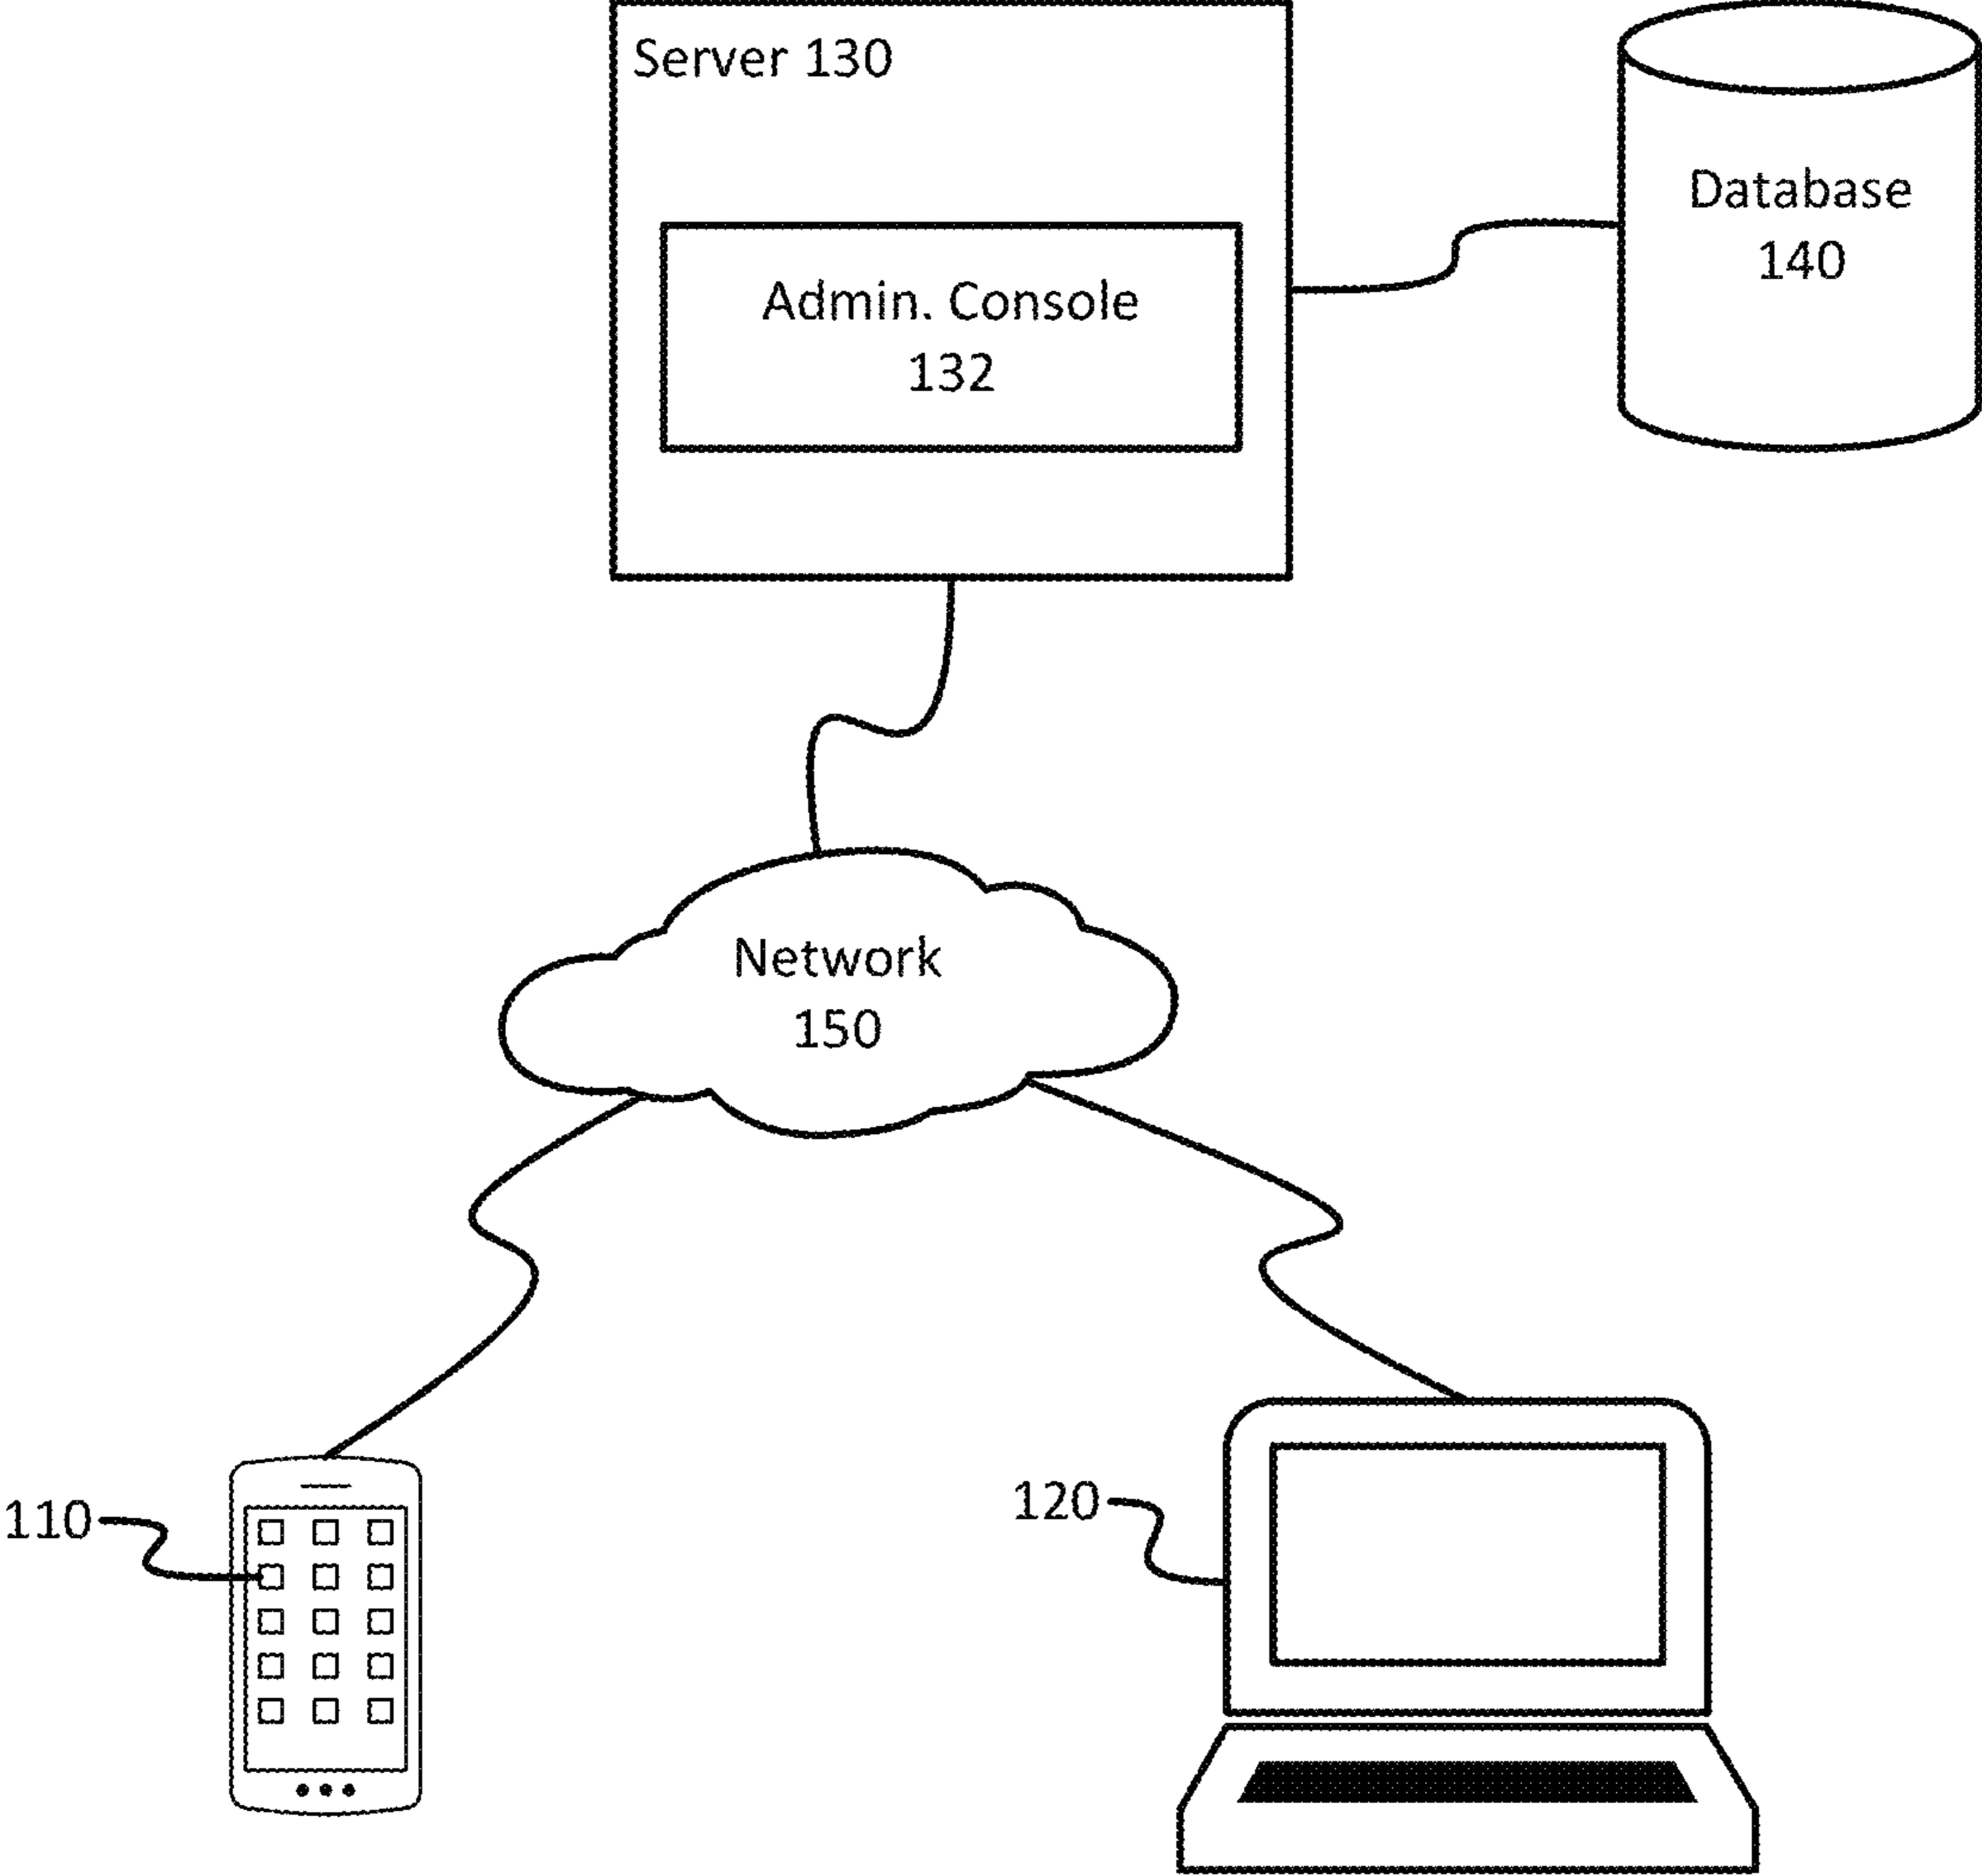 Server 130
Database
140
Admin. Console
132
Network
150
110
120